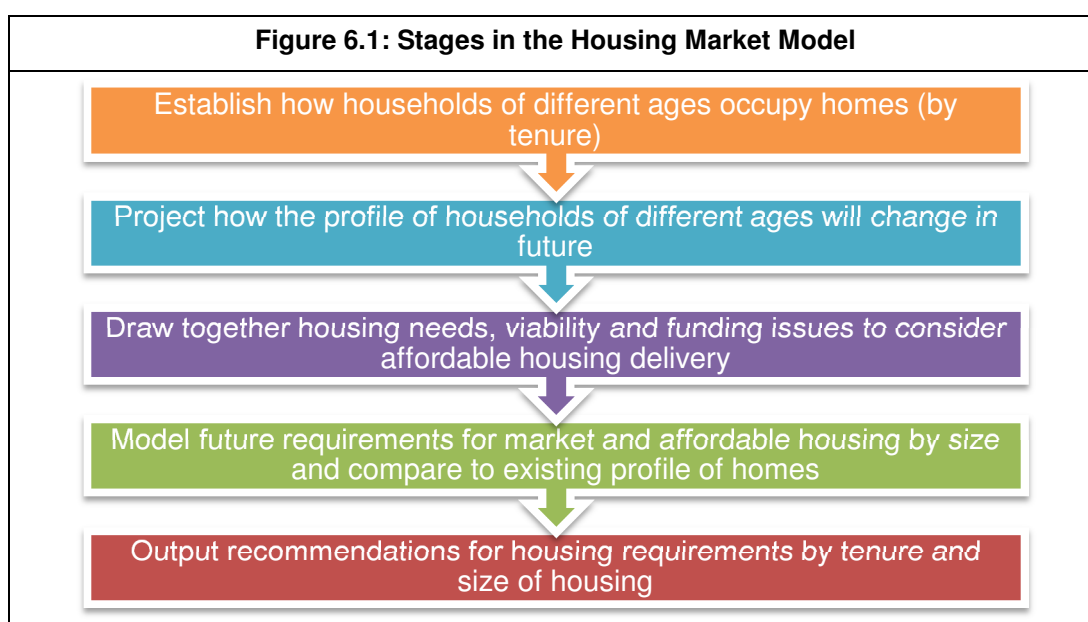 Figure 6.1: Stages in the Housing Market Model
Establish how households of different ages occupy homes (by
tenure)
Project how the profile of households of different ages will change in
future
Draw together housing needs, viability and funding issues to consider
affordable housing delivery
Model future requirements for market and affordable housing by size
and compare to existing profile of homes
Output recommendations for housing requirements by tenure and
size of housing